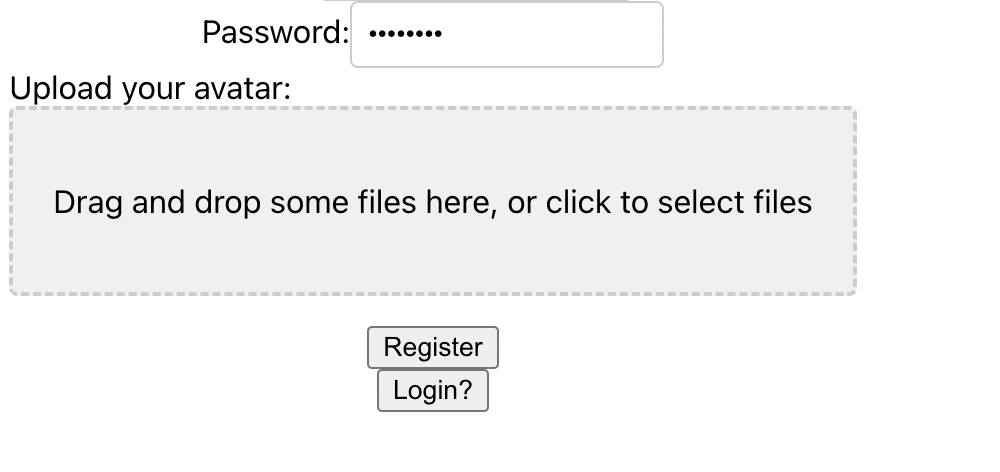 Password: ••••••••
Upload your avatar:
Drag and drop some files here, or click to select files
Register
Login?